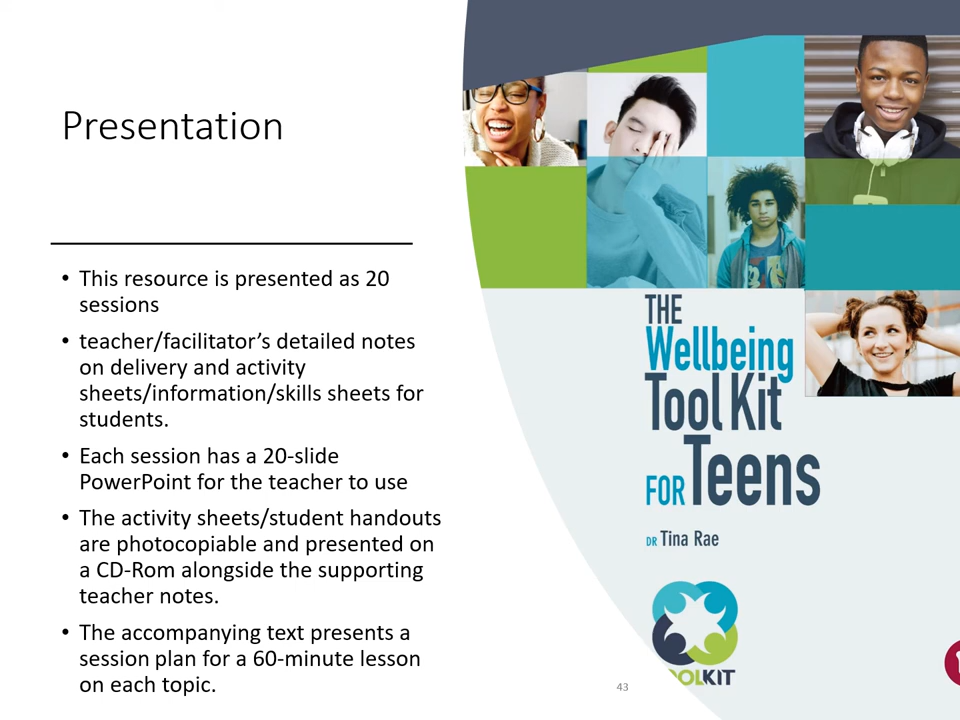 Presentation
• This resource is presented as 20
sessions
• teacher/facilitator’s detailed notes
on delivery and activity
sheets/information/skills sheets for
students.
• Each session has a 20-slide
PowerPoint for the teacher to use
• The activity sheets/student handouts
are photocopiable and presented on
a CD-Rom alongside the supporting
teacher notes.
• The accompanying text presents a
session plan for a 60-minute lesson
on each topic.
THE
Wellbeing
Tool Kit
FOR Teens
DR Tina Rae
OLKIT
43